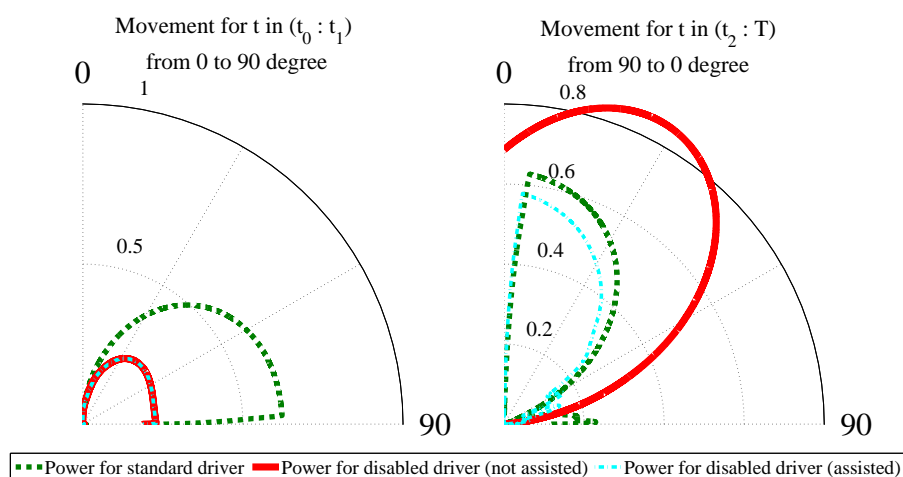 Movement for t in (t0 : t1)
from 0 to 90 degree
0
1
0.5
90
Movement for t in (t2 : T)
from 90 to 0 degree
0
0.8
0.6
0.4
0.2
90
Power for standard driver
Power for disabled driver (not assisted)
Power for disabled driver (assisted)